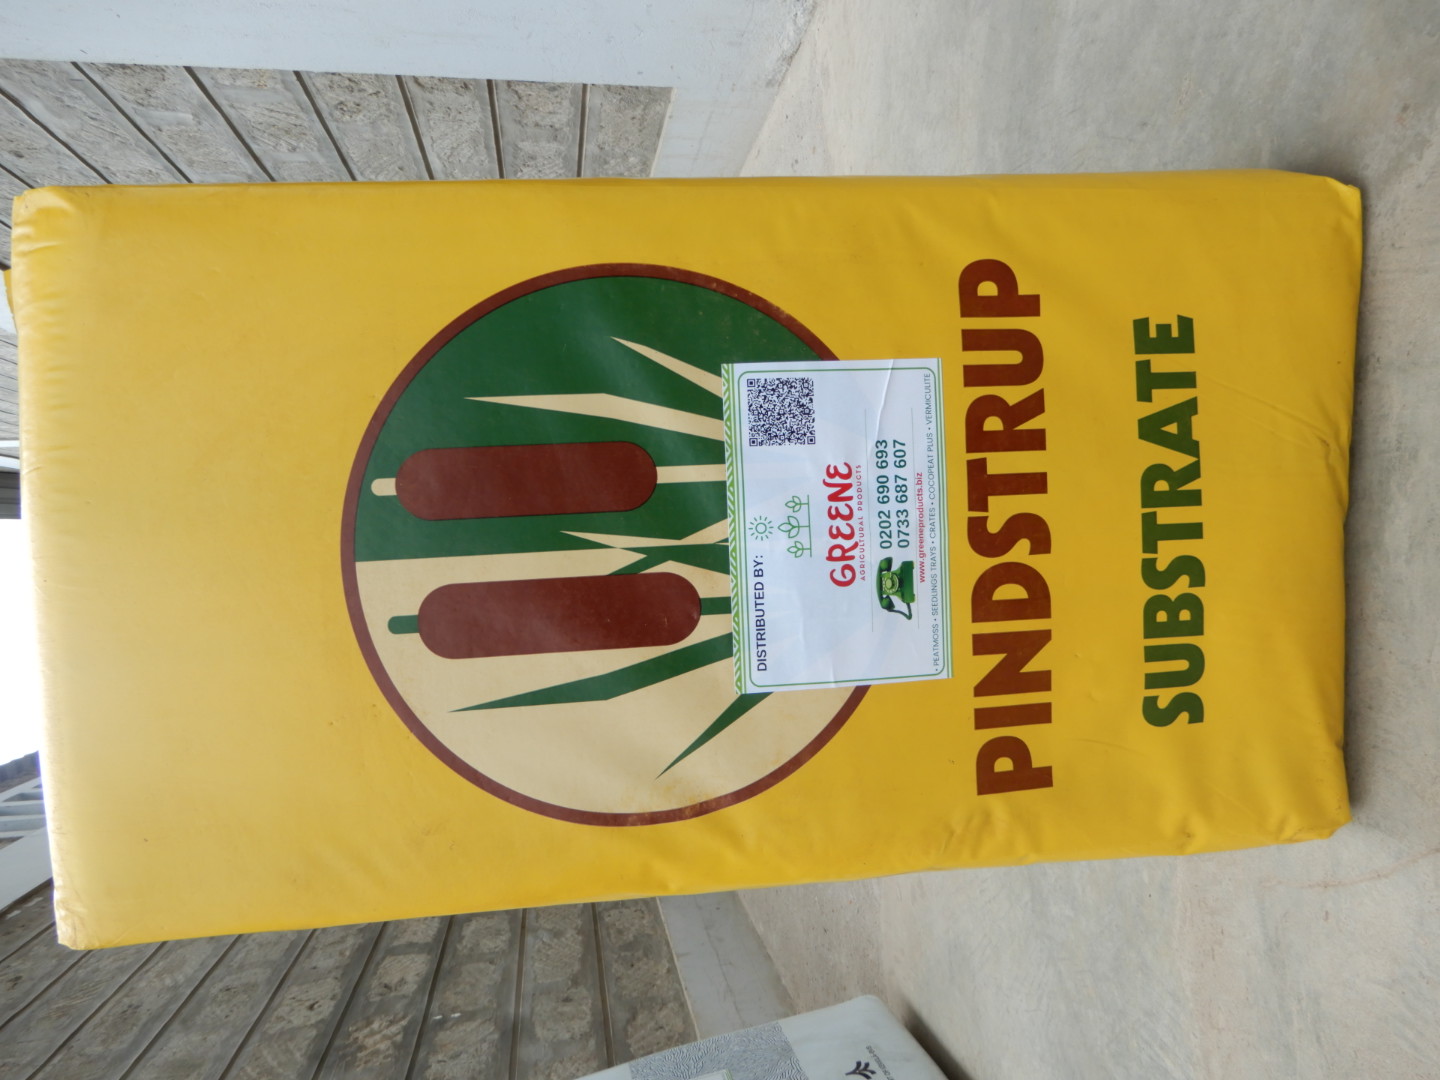 DISTRIBUTED BY:
GREENE
AGRICULTURAL PRODUCTS
0202 690 693
0733 687 607
www.greeneproducts.biz
• PEATMOSS • SEEDLINGS TRAYS • CRATES • COCOPEAT PLUS • VERMICULITE
PINDSTRUP
SUBSTRATE